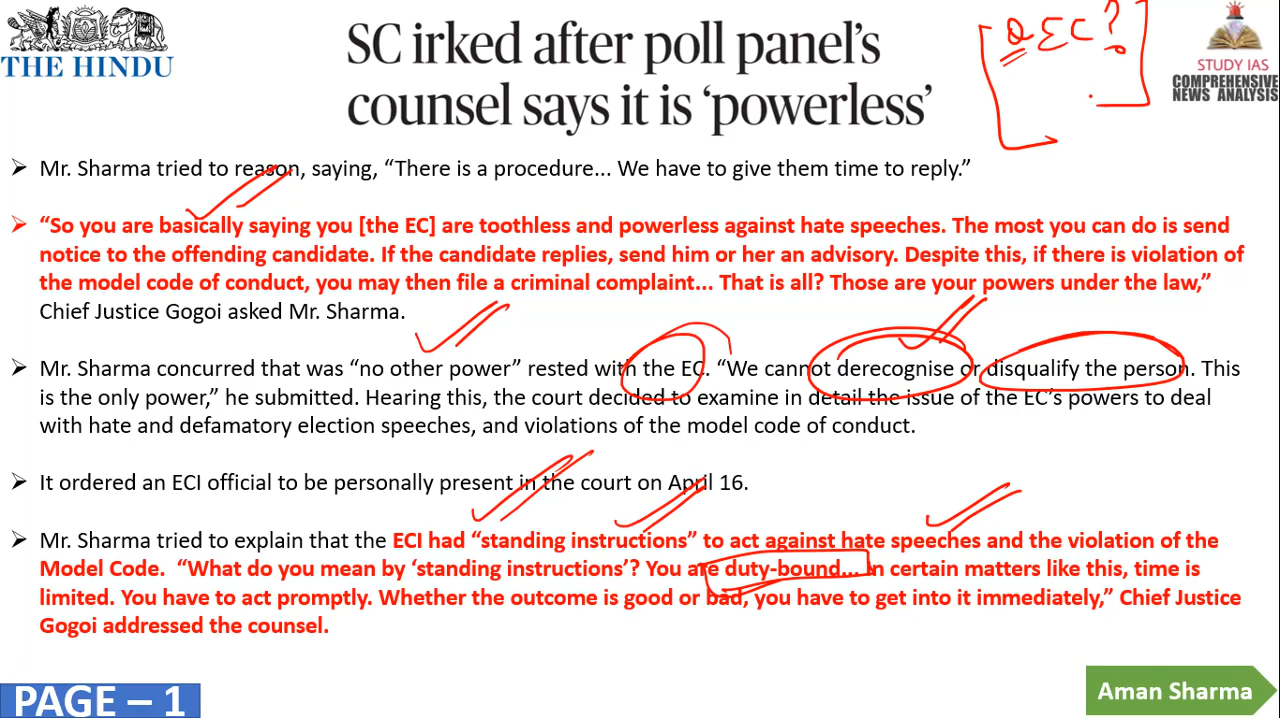 THE HINDU
SC irked after poll panel’s
counsel says it is ‘powerless’
EC ?
STUDY IAS
COMPREHENSIVE
NEWS ANALYSIS
➢ Mr. Sharma tried to reason, saying, “There is a procedure... We have to give them time to reply.”
➢ “So you are basically saying you [the EC] are toothless and powerless against hate speeches. The most you can do is send
notice to the offending candidate. If the candidate replies, send him or her an advisory. Despite this, if there is violation of
the model code of conduct, you may then file a criminal complaint... That is all? Those are your powers under the law,”
Chief Justice Gogoi asked Mr. Sharma.
➢ Mr. Sharma concurred that was “no other power” rested with the EC. “We cannot derecognise or disqualify the person. This
is the only power,” he submitted. Hearing this, the court decided to examine in detail the issue of the EC’s powers to deal
with hate and defamatory election speeches, and violations of the model code of conduct.
➢ It ordered an ECI official to be personally present in the court on April 16.
➢ Mr. Sharma tried to explain that the ECI had “standing instructions” to act against hate speeches and the violation of the
Model Code. “What do you mean by ‘standing instructions’? You are duty-bound... In certain matters like this, time is
limited. You have to act promptly. Whether the outcome is good or bad, you have to get into it immediately,” Chief Justice
Gogoi addressed the counsel.
PAGE – 1
Aman Sharma